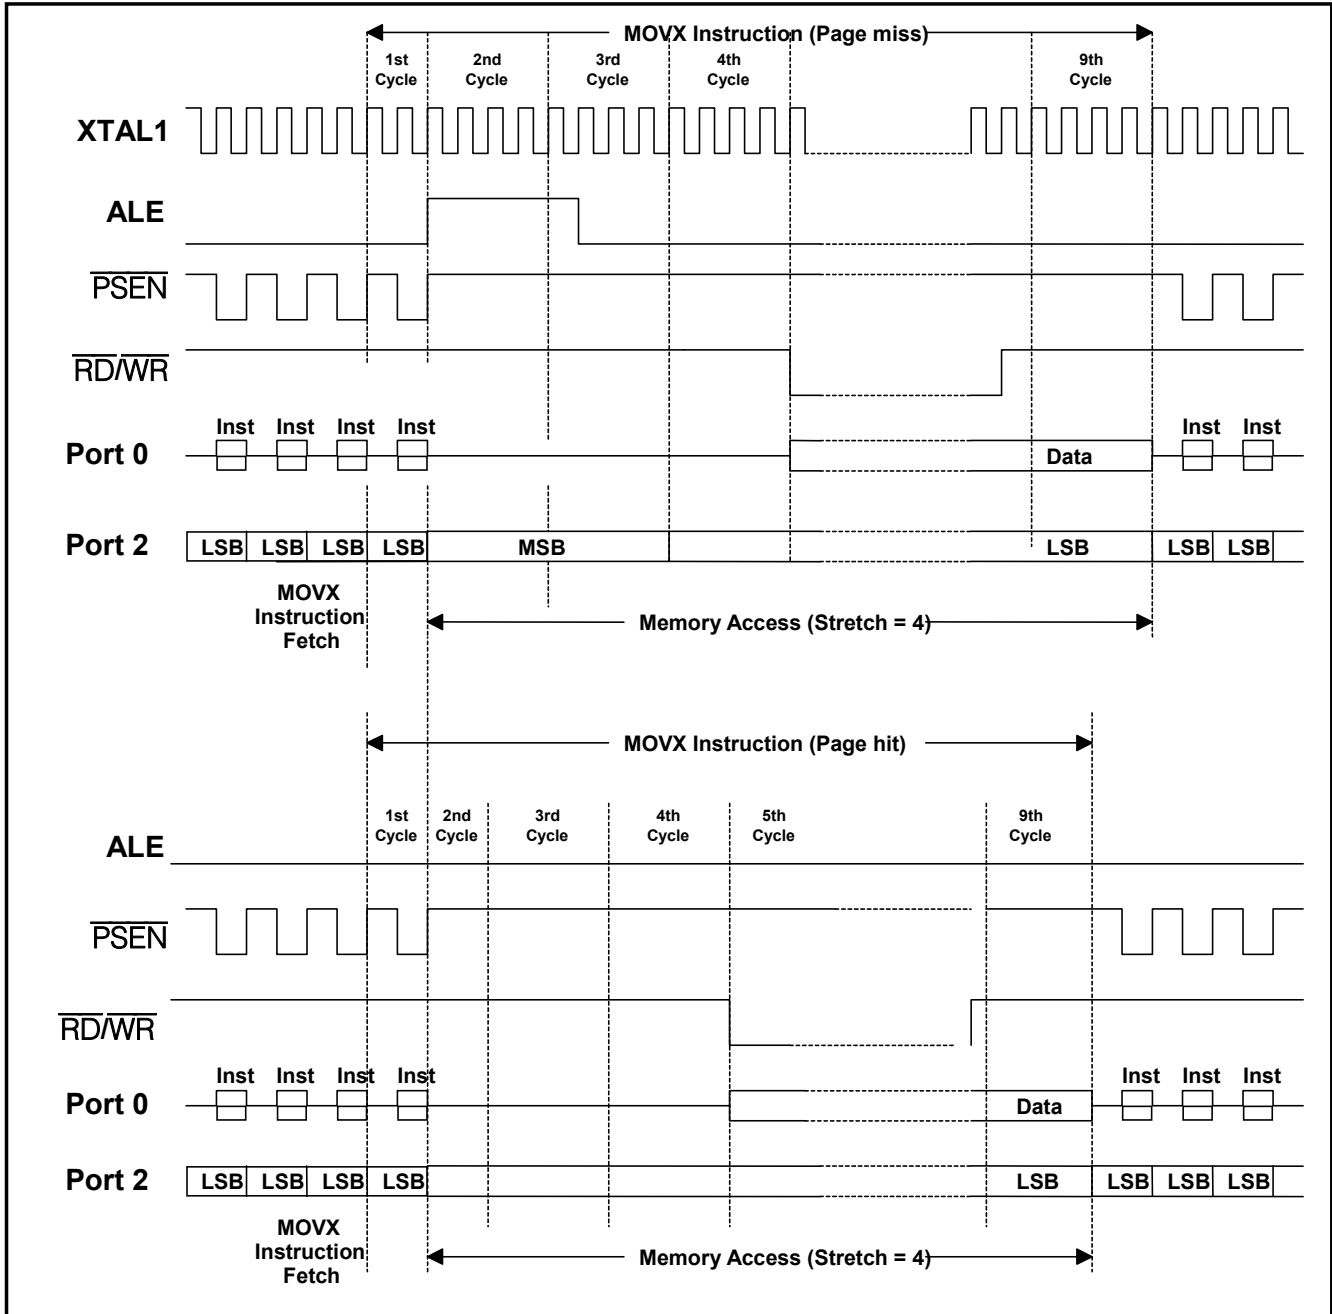 MOVX Instruction (Page miss)
1st Cycle
2nd Cycle
3rd Cycle
4th Cycle
9th Cycle
XTAL1
ALE
PSEN
RD/WR
Inst Inst Inst Inst Inst Inst
Port 0
Data
Port 2
LSB LSB LSB LSB MSB LSB LSB LSB
MOVX
Instruction
Fetch
Memory Access (Stretch = 4)
MOVX Instruction (Page hit)
1st Cycle
2nd Cycle
3rd Cycle
4th Cycle
5th Cycle
9th Cycle
ALE
PSEN
RD/WR
Inst Inst Inst Inst Inst Inst Inst
Port 0
Data
Port 2
LSB LSB LSB LSB LSB LSB LSB LSB
MOVX
Instruction
Fetch
Memory Access (Stretch = 4)